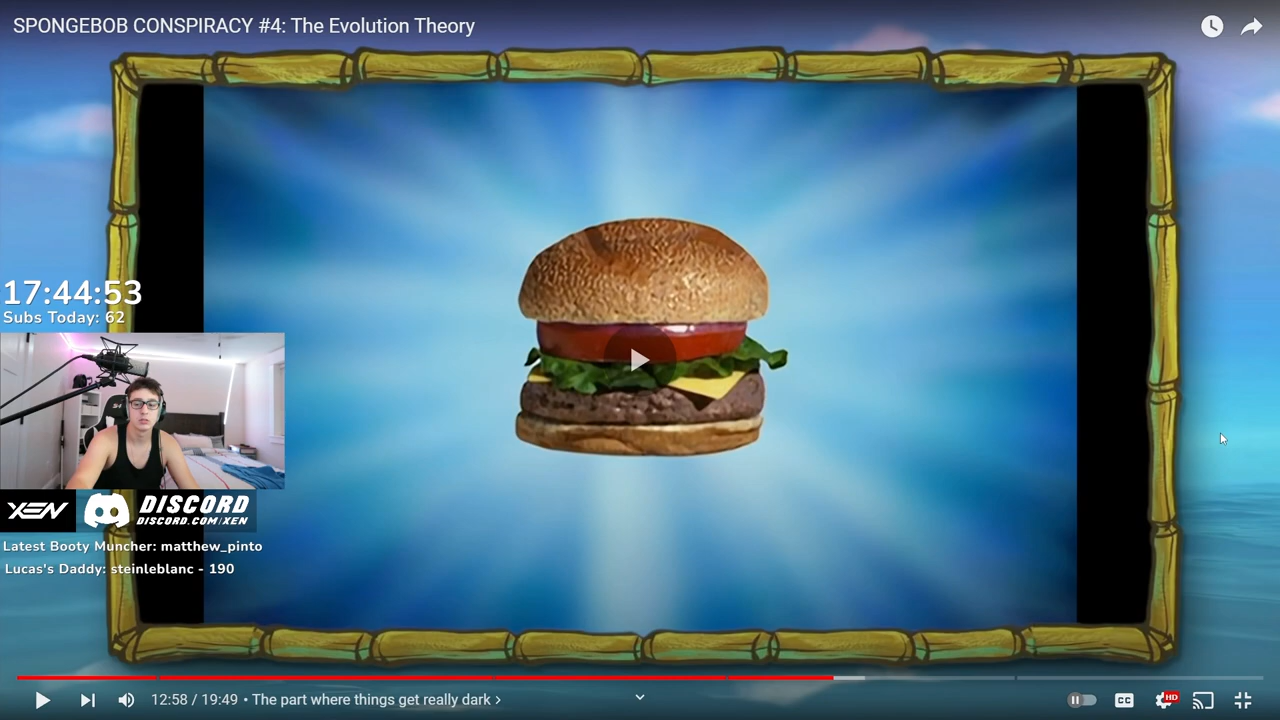 SPONGEBOB CONSPIRACY #4: The Evolution Theory
17:44:53
Subs Today: 62
XEN
DISCORD
DISCORD.COM/XEN
Latest Booty Muncher: matthew_pinto
Lucas's Daddy: steinleblanc - 190
12:58 / 19:49 • The part where things get really dark
CC
HD